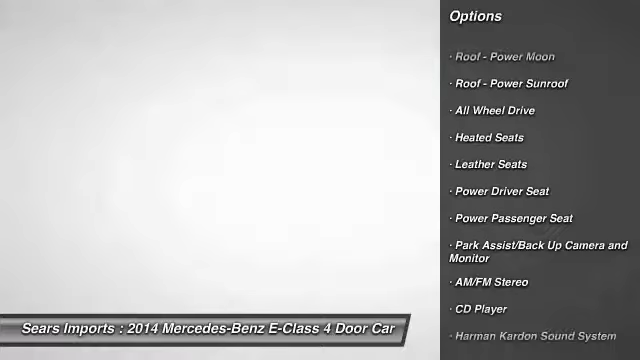 Options
· Roof - Power Moon
· Roof - Power Sunroof
· All Wheel Drive
· Heated Seats
· Leather Seats
· Power Driver Seat
· Power Passenger Seat
· Park Assist/Back Up Camera and
Monitor
· AM/FM Stereo
· CD Player
· Harman Kardon Sound System
Sears Imports : 2014 Mercedes-Benz E-Class 4 Door Car